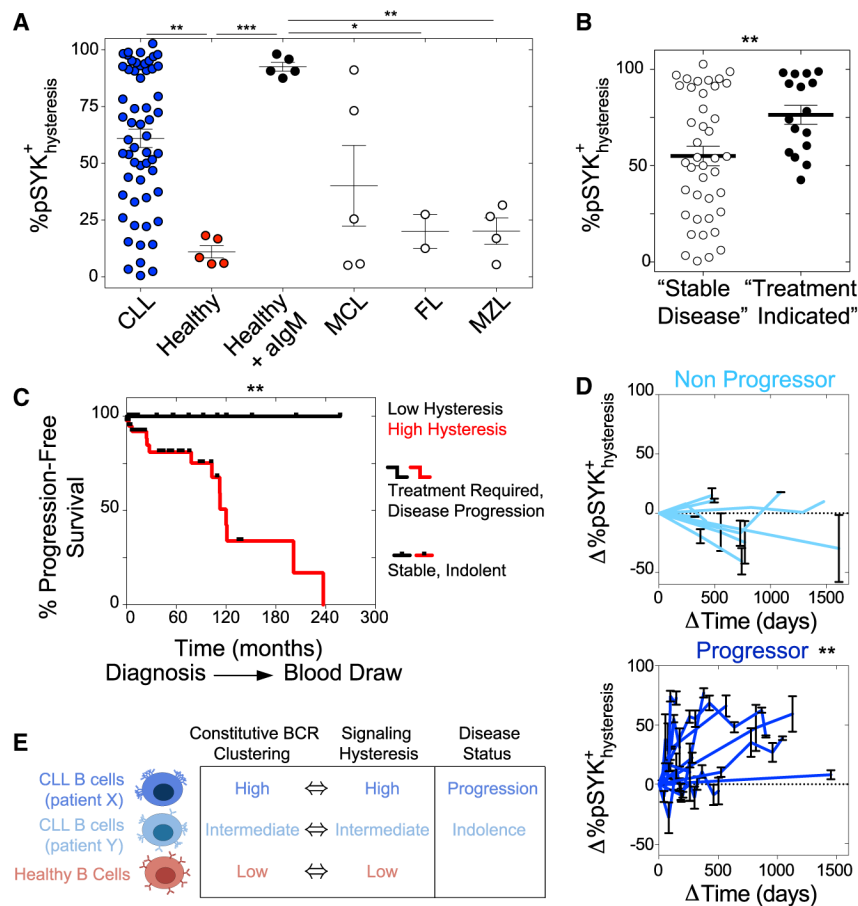 A
** *** * **
%pSYK+hysteresis
100
75
50
25
0
CLL
Healthy
Healthy
+ aIgM
MCL
FL
MZL
B
**
%pSYK+hysteresis
100
50
0
“Stable
Disease”
“Treatment
Indicated”
C
**
% Progression-Free
Survival
100
50
0
0 60 120 180 240 300
Time (months)
Diagnosis → Blood Draw
Low Hysteresis
High Hysteresis
Treatment Required,
Disease Progression
Stable, Indolent
D
Non Progressor
Δ%pSYK+hysteresis
100
50
0
-50
0 500 1000 1500
ΔTime (days)
Progressor **
Δ%pSYK+hysteresis
100
50
0
-50
0 500 1000 1500
ΔTime (days)
E
Constitutive BCR
Clustering
Signaling
Hysteresis
Disease
Status
CLL B cells
(patient X)
High ⇔ High Progression
CLL B cells
(patient Y)
Intermediate ⇔ Intermediate Indolence
Healthy B Cells
Low ⇔ Low